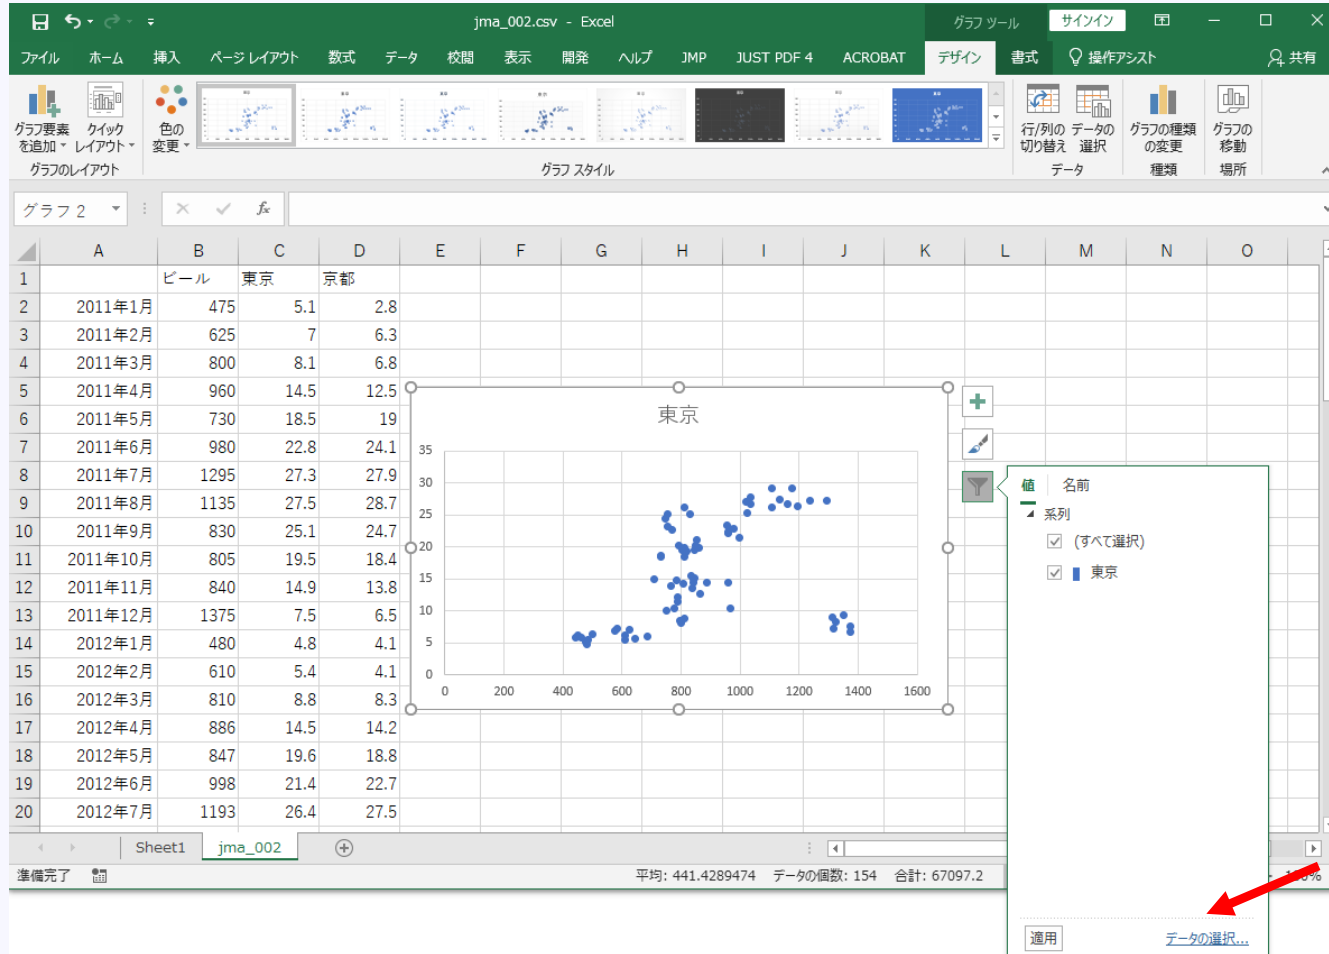 jma_002.csv - Excel
グラフ ツール
サインイン
ファイル ホーム 挿入 ページ レイアウト 数式 データ 校閲 表示 開発 ヘルプ JMP JUST PDF 4 ACROBAT デザイン 書式 操作アシスト 共有
グラフ要素を追加 クイックレイアウト 色の変更 行/列の切り替え データの選択 グラフの種類の変更 グラフの移動
グラフのレイアウト グラフ スタイル データ 種類 場所
グラフ 2 fx
A B C D E F G H I J K L M N O
1 ビール 東京 京都
2 2011年1月 475 5.1 2.8
3 2011年2月 625 7 6.3
4 2011年3月 800 8.1 6.8
5 2011年4月 960 14.5 12.5
6 2011年5月 730 18.5 19
7 2011年6月 980 22.8 24.1
8 2011年7月 1295 27.3 27.9
9 2011年8月 1135 27.5 28.7
10 2011年9月 830 25.1 24.7
11 2011年10月 805 19.5 18.4
12 2011年11月 840 14.9 13.8
13 2011年12月 1375 7.5 6.5
14 2012年1月 480 4.8 4.1
15 2012年2月 610 5.4 4.1
16 2012年3月 810 8.8 8.3
17 2012年4月 886 14.5 14.2
18 2012年5月 847 19.6 18.8
19 2012年6月 998 21.4 22.7
20 2012年7月 1193 26.4 27.5
東京
35
30
25
20
15
10
5
0
0 200 400 600 800 1000 1200 1400 1600
値 名前
系列
(すべて選択)
東京
適用 データの選択...
Sheet1 jma_002
準備完了 平均: 441.4289474 データの個数: 154 合計: 67097.2